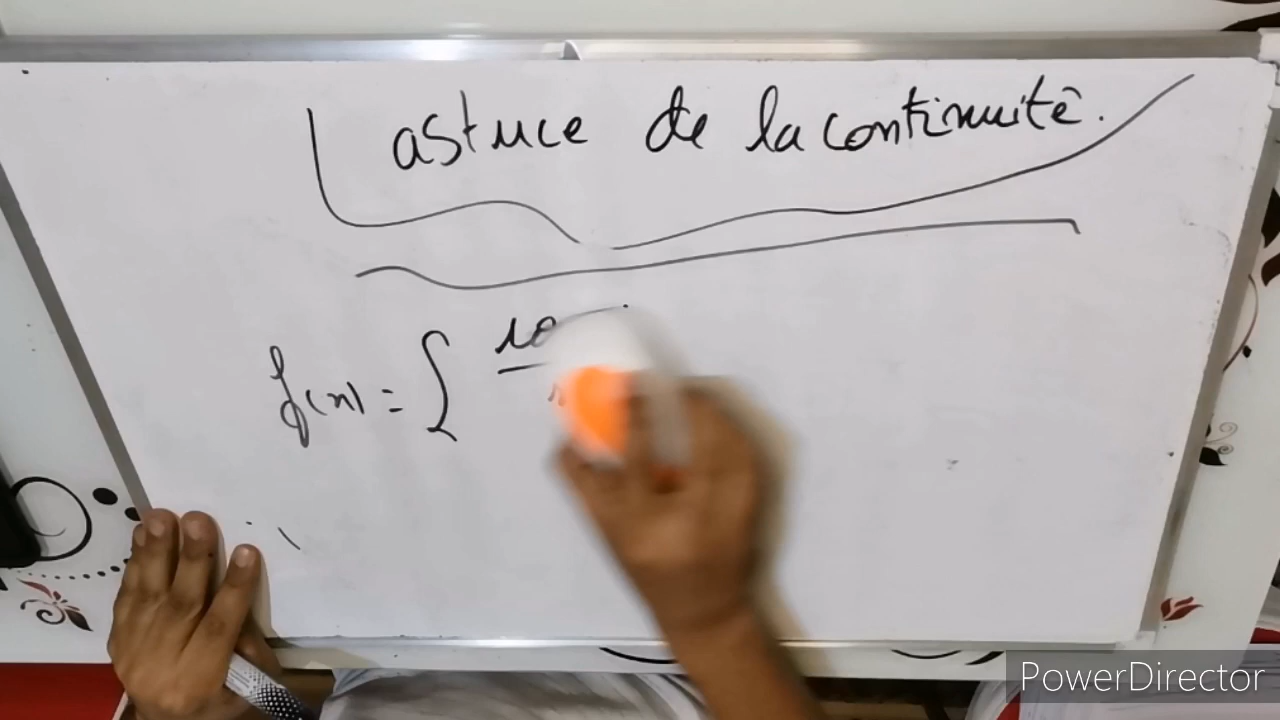 astuce de la continuité.
f(x) = {
PowerDirector